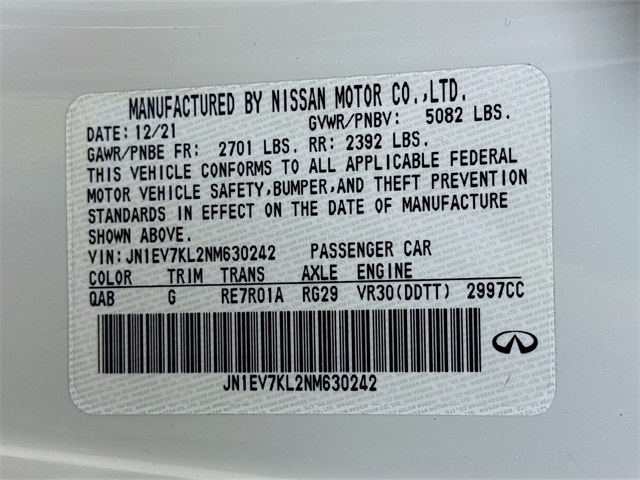 MANUFACTURED BY NISSAN MOTOR CO.,LTD.
DATE: 12/21 GVWR/PNBV: 5082 LBS.
GAWR/PNBE FR: 2701 LBS. RR: 2392 LBS.
THIS VEHICLE CONFORMS TO ALL APPLICABLE FEDERAL
MOTOR VEHICLE SAFETY,BUMPER,AND THEFT PREVENTION
STANDARDS IN EFFECT ON THE DATE OF MANUFACTURE
SHOWN ABOVE.
VIN:JN1EV7KL2NM630242 PASSENGER CAR
COLOR TRIM TRANS AXLE ENGINE
QAB G RE7R01A RG29 VR30(DDTT) 2997CC
JN1EV7KL2NM630242